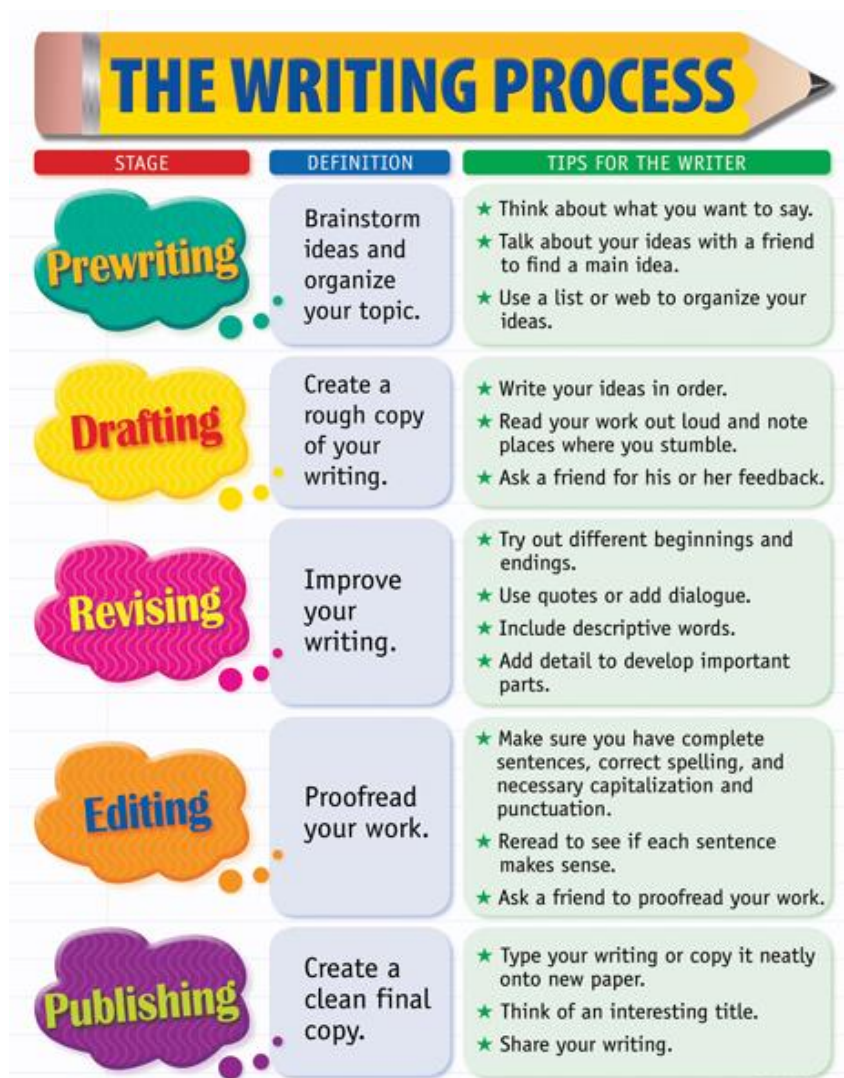 THE WRITING PROCESS
STAGE
DEFINITION
TIPS FOR THE WRITER
Prewriting
Brainstorm
ideas and
organize
your topic.
★ Think about what you want to say.
★ Talk about your ideas with a friend
to find a main idea.
★ Use a list or web to organize your
ideas.
Drafting
Create a
rough copy
of your
writing.
★ Write your ideas in order.
★ Read your work out loud and note
places where you stumble.
★ Ask a friend for his or her feedback.
Revising
Improve
your
writing.
★ Try out different beginnings and
endings.
★ Use quotes or add dialogue.
★ Include descriptive words.
★ Add detail to develop important
parts.
Editing
Proofread
your work.
★ Make sure you have complete
sentences, correct spelling, and
necessary capitalization and
punctuation.
★ Reread to see if each sentence
makes sense.
★ Ask a friend to proofread your work.
Publishing
Create a
clean final
copy.
★ Type your writing or copy it neatly
onto new paper.
★ Think of an interesting title.
★ Share your writing.